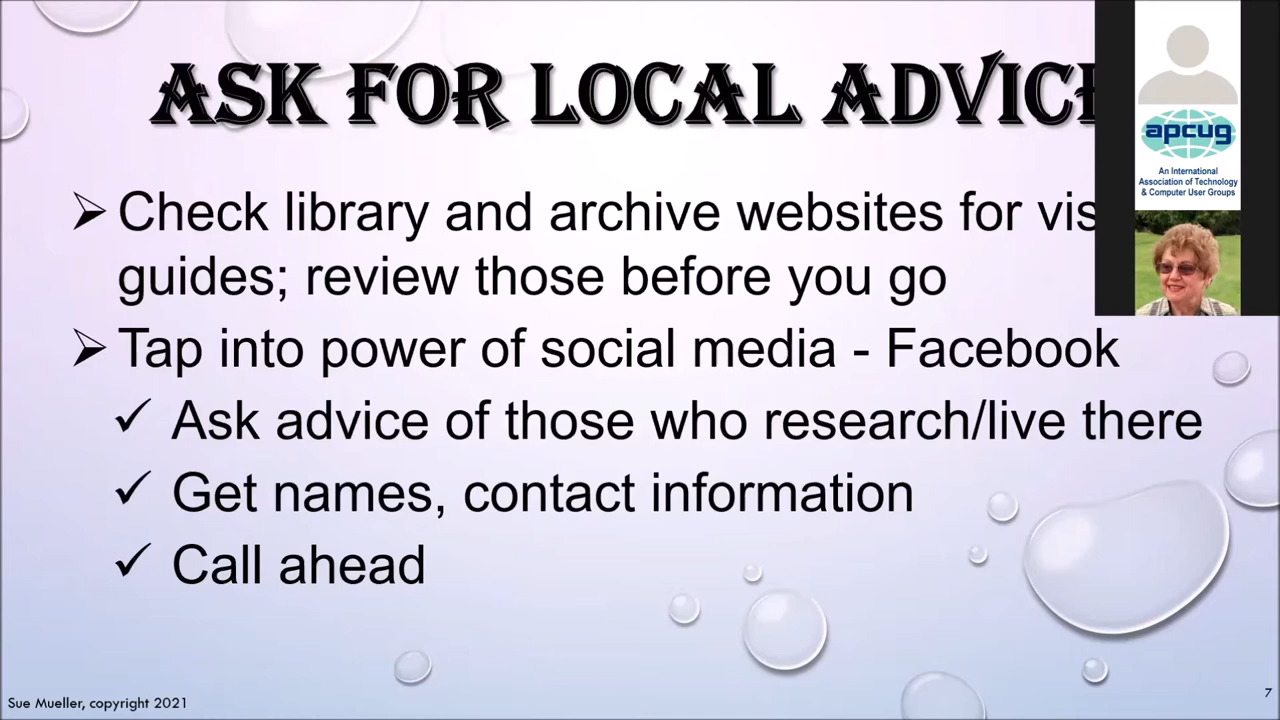 ASK FOR LOCAL
Check library and archive websites for
guides; review those before you go
Tap into power of social media - Facebook
Ask advice of those who research/live there
Get names, contact information
Call ahead
apcug
An International
Association of Technology
& Computer User Groups
Sue Mueller, copyright 2021
7